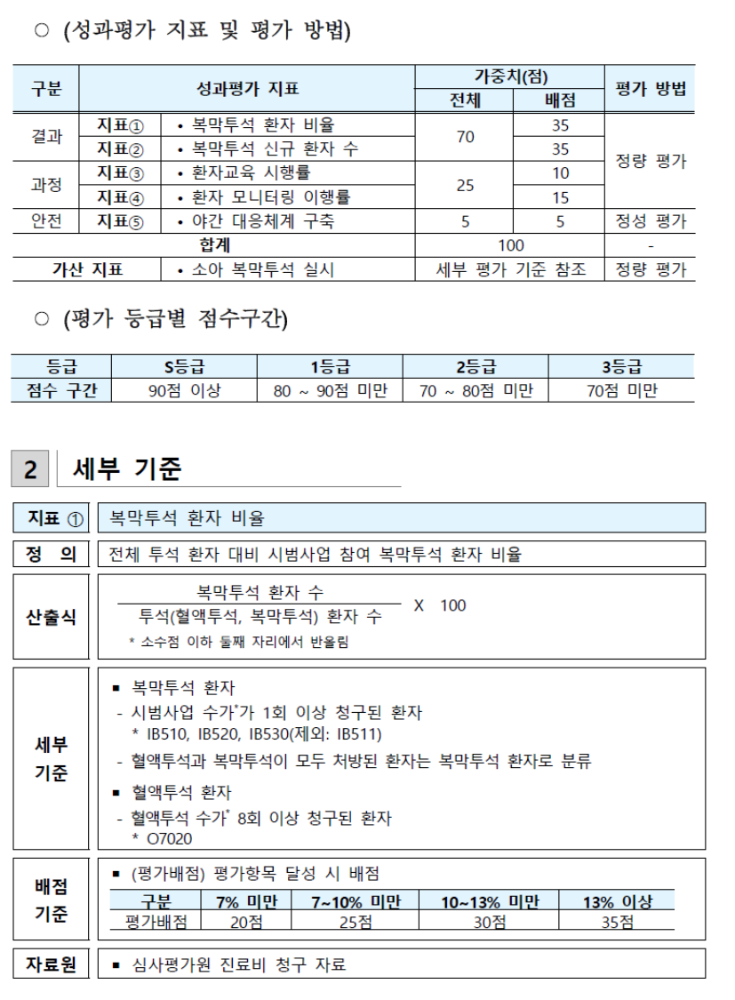 ○ (성과평가 지표 및 평가 방법)
구분 성과평가 지표 가중치(점) 평가 방법
전체 배점
결과 지표① • 복막투석 환자 비율 70 35 정량 평가
지표② • 복막투석 신규 환자 수 35
과정 지표③ • 환자교육 시행률 25 10
지표④ • 환자 모니터링 이행률 15
안전 지표⑤ • 야간 대응체계 구축 5 5 정성 평가
합계 100 -
가산 지표 • 소아 복막투석 실시 세부 평가 기준 참조 정량 평가
○ (평가 등급별 점수구간)
등급 S등급 1등급 2등급 3등급
점수 구간 90점 이상 80 ~ 90점 미만 70 ~ 80점 미만 70점 미만
2 세부 기준
지표 ① 복막투석 환자 비율
정 의 전체 투석 환자 대비 시범사업 참여 복막투석 환자 비율
산출식
복막투석 환자 수
투석(혈액투석, 복막투석) 환자 수
X 100
* 소수점 이하 둘째 자리에서 반올림
세부 기준
▪ 복막투석 환자
- 시범사업 수가*가 1회 이상 청구된 환자
* IB510, IB520, IB530(제외: IB511)
- 혈액투석과 복막투석이 모두 처방된 환자는 복막투석 환자로 분류
▪ 혈액투석 환자
- 혈액투석 수가* 8회 이상 청구된 환자
* O7020
배점 기준
▪ (평가배점) 평가항목 달성 시 배점
구분 7% 미만 7~10% 미만 10~13% 미만 13% 이상
평가배점 20점 25점 30점 35점
자료원 ▪ 심사평가원 진료비 청구 자료